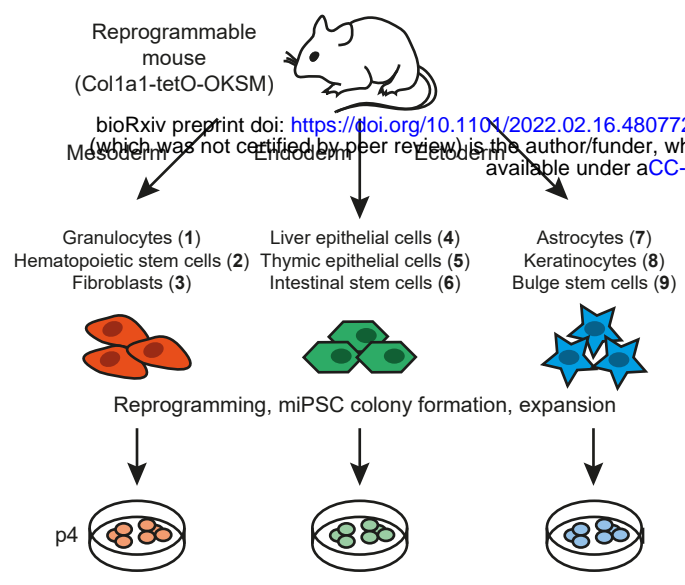 Reprogrammable
mouse
(Col1a1-tetO-OKSM)
bioRxiv preprint doi: https://doi.org/10.1101/2022.02.16.480772
(which was not certified by peer review) is the author/funder, wh
available under aCC-
Mesoderm
Endoderm
Ectoderm
Granulocytes (1)
Hematopoietic stem cells (2)
Fibroblasts (3)
Liver epithelial cells (4)
Thymic epithelial cells (5)
Intestinal stem cells (6)
Astrocytes (7)
Keratinocytes (8)
Bulge stem cells (9)
Reprogramming, miPSC colony formation, expansion
p4